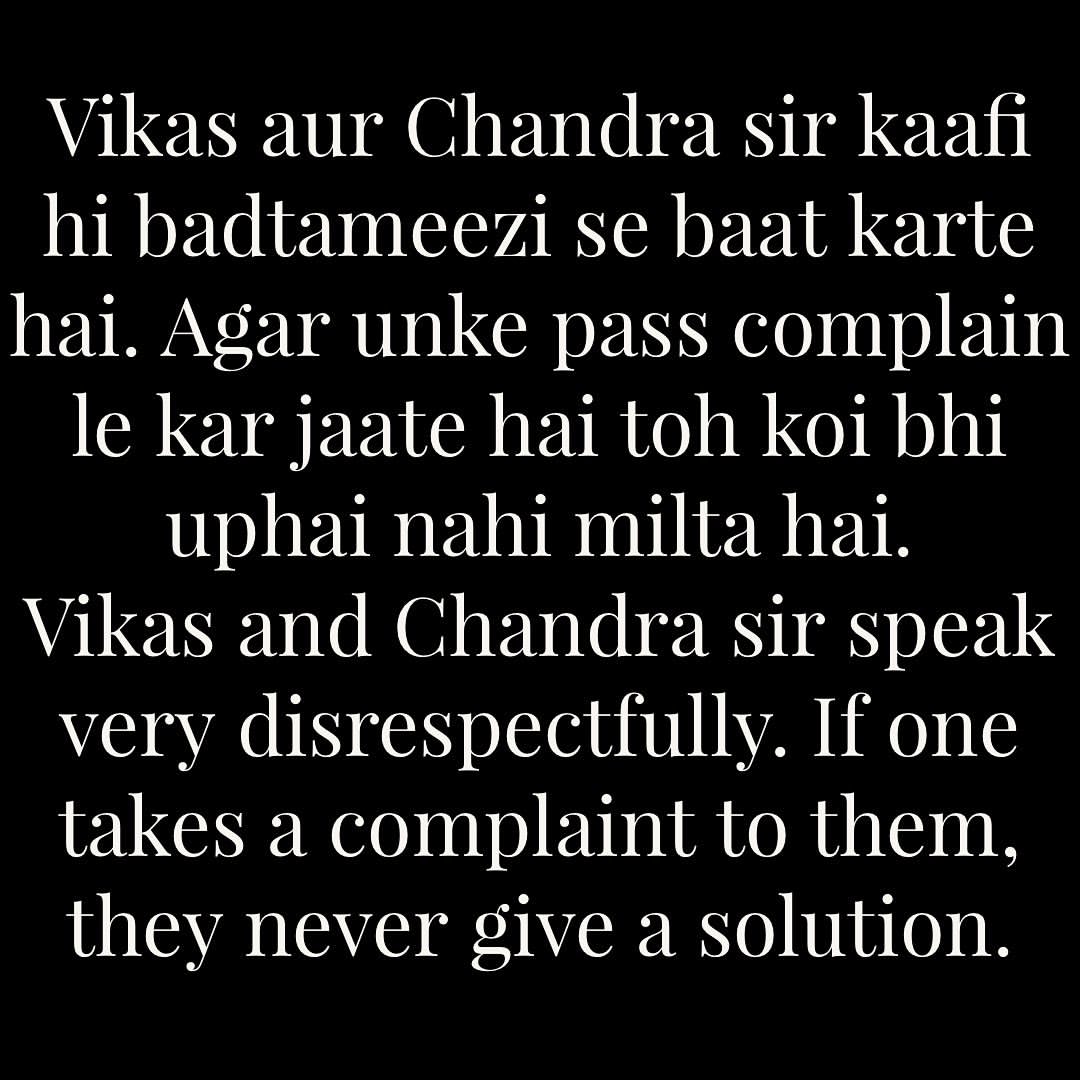 Vikas aur Chandra sir kaafi
hi badtameezi se baat karte
hai. Agar unke pass complain
le kar jaate hai toh koi bhi
uphai nahi milta hai.
Vikas and Chandra sir speak
very disrespectfully. If one
takes a complaint to them,
they never give a solution.